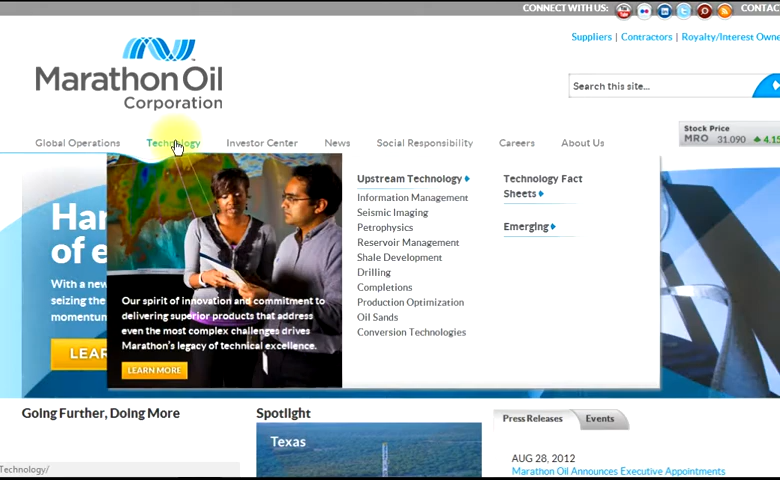 CONNECT WITH US:
CONTAC
Suppliers | Contractors | Royalty/Interest Owne
Marathon Oil
Corporation
Search this site...
Global Operations
Technology
Investor Center
News
Social Responsibility
Careers
About Us
Stock Price
MRO 31.090 4.15
Upstream Technology
Information Management
Seismic Imaging
Petrophysics
Reservoir Management
Shale Development
Drilling
Completions
Production Optimization
Oil Sands
Conversion Technologies
Technology Fact
Sheets
Emerging
Har
of e
With a new
seizing the
momentum
LEAR
Our spirit of innovation and commitment to
delivering superior products that address
even the most complex challenges drives
Marathon's legacy of technical excellence.
LEARN MORE
Going Further, Doing More
Spotlight
Texas
Press Releases
Events
AUG 28, 2012
Marathon Oil Announces Executive Appointments
Technology/